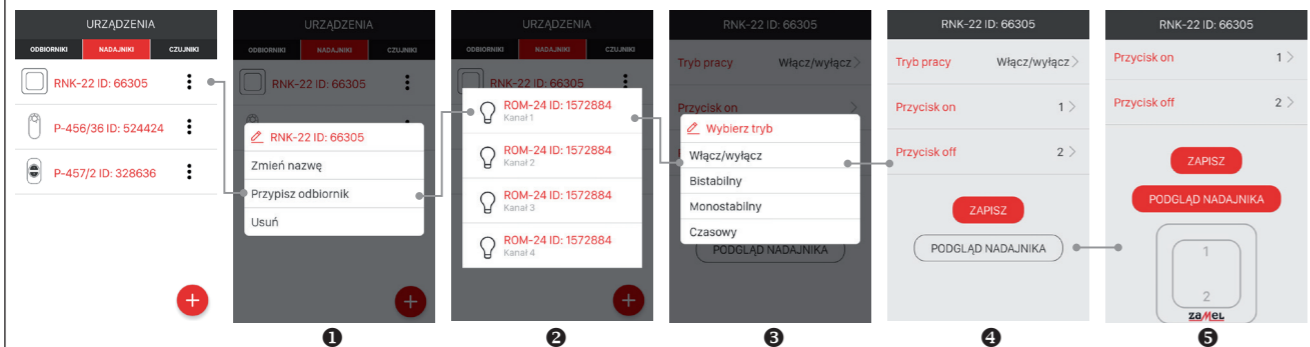 URZĄDZENIA
ODBIORNIKI NADAJNIKI CZUJNIKI
RNK-22 ID: 66305
P-456/36 ID: 524424
P-457/2 ID: 328636
+
URZĄDZENIA
ODBIORNIKI NADAJNIKI CZUJNIKI
RNK-22 ID: 66305
RNK-22 ID: 66305
Zmień nazwę
Przypisz odbiornik
Usuń
+
❶
URZĄDZENIA
ODBIORNIKI NADAJNIKI CZUJNIKI
RNK-22 ID: 66305
ROM-24 ID: 1572884
Kanał 1
ROM-24 ID: 1572884
Kanał 2
ROM-24 ID: 1572884
Kanał 3
ROM-24 ID: 1572884
Kanał 4
+
❷
RNK-22 ID: 66305
Tryb pracy Włącz/wyłącz >
Przycisk on >
Wybierz tryb
Włącz/wyłącz
Bistabilny
Monostabilny
Czasowy
PODGLĄD NADAJNIKA
❸
RNK-22 ID: 66305
Tryb pracy Włącz/wyłącz >
Przycisk on 1 >
Przycisk off 2 >
ZAPISZ
PODGLĄD NADAJNIKA
❹
RNK-22 ID: 66305
Przycisk on 1 >
Przycisk off 2 >
ZAPISZ
PODGLĄD NADAJNIKA
1
2
zaMeL
❺